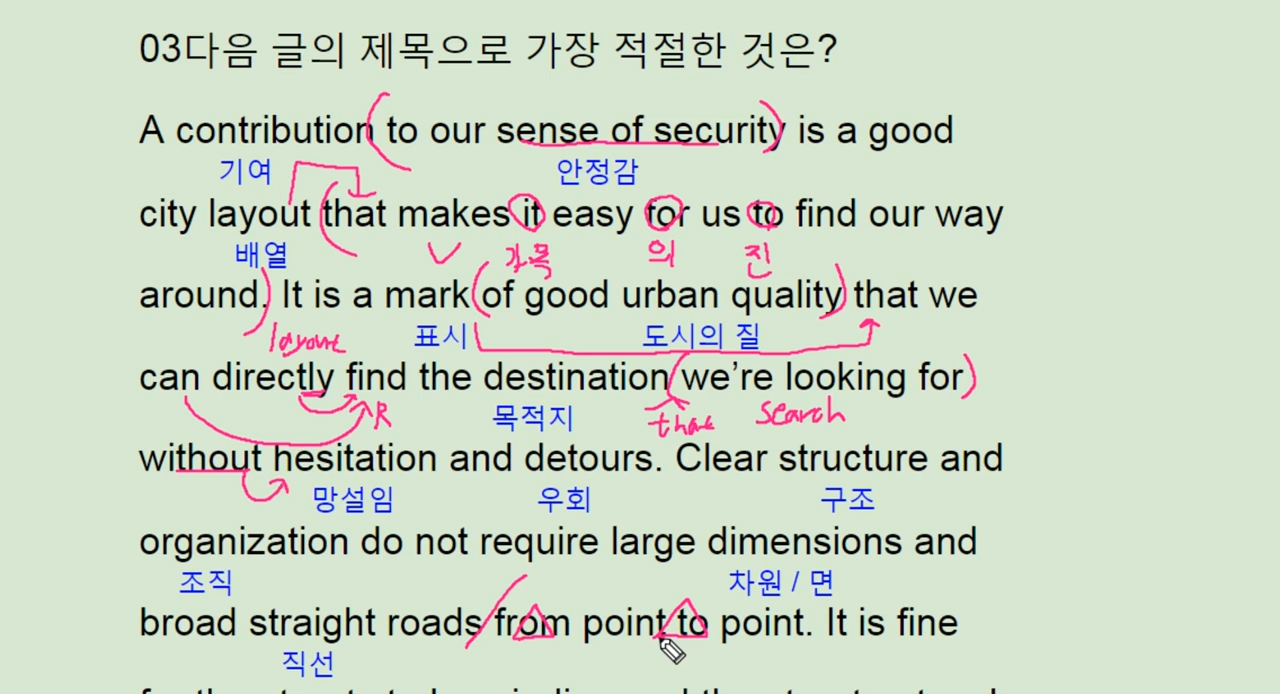 03다음 글의 제목으로 가장 적절한 것은?
A contribution to our sense of security is a good
기여 안정감
city layout that makes it easy for us to find our way
배열 가목 의 진
around. It is a mark of good urban quality that we
layout 표시 도시의 질
can directly find the destination we're looking for
R 목적지 that search
without hesitation and detours. Clear structure and
망설임 우회 구조
organization do not require large dimensions and
조직 차원 / 면
broad straight roads from point to point. It is fine
직선